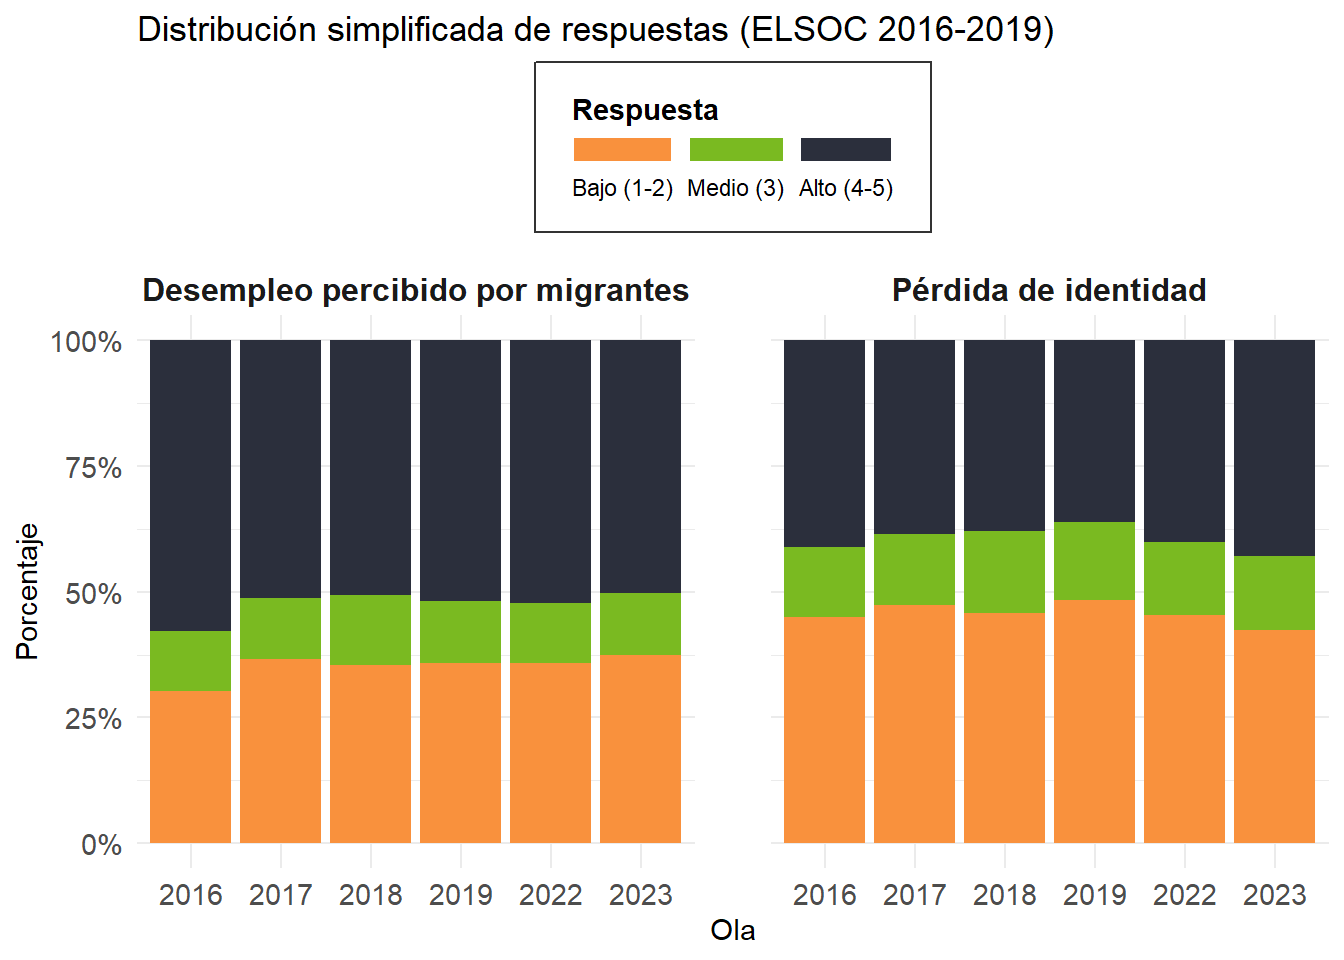 Distribución simplificada de respuestas (ELSOC 2016-2019)
Respuesta
Bajo (1-2) Medio (3) Alto (4-5)
Desempleo percibido por migrantes
Pérdida de identidad
Porcentaje
100%
75%
50%
25%
0%
2016 2017 2018 2019 2022 2023
2016 2017 2018 2019 2022 2023
Ola